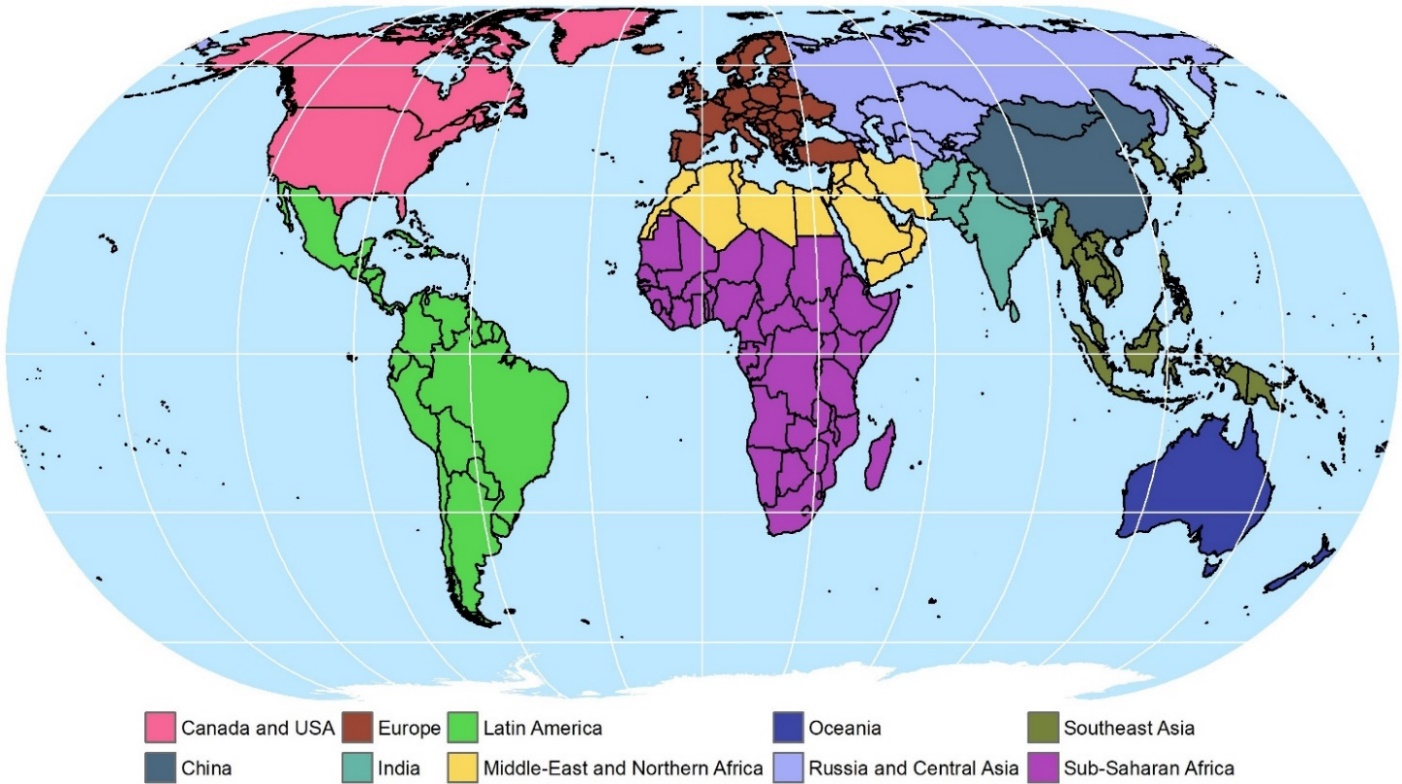 Canada and USA Europe Latin America Oceania Southeast Asia
China India Middle-East and Northern Africa Russia and Central Asia Sub-Saharan Africa